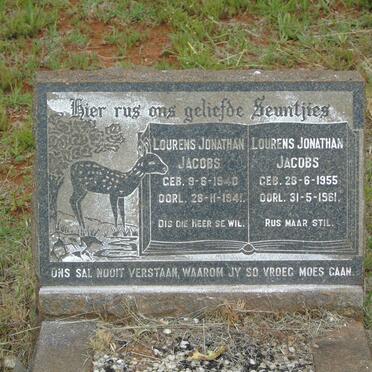 Hier rus ons geliefde Seuntjies
LOURENS JONATHAN
JACOBS
GEB. 9-6-1940
OORL. 28-11-1941.
DIS DIE HEER SE WIL.
LOURENS JONATHAN
JACOBS
GEB. 28-6-1955
OORL. 31-5-1961.
RUS MAAR STIL.
ONS SAL NOOIT VERSTAAN, WAAROM JY SO VROEG MOES GAAN.